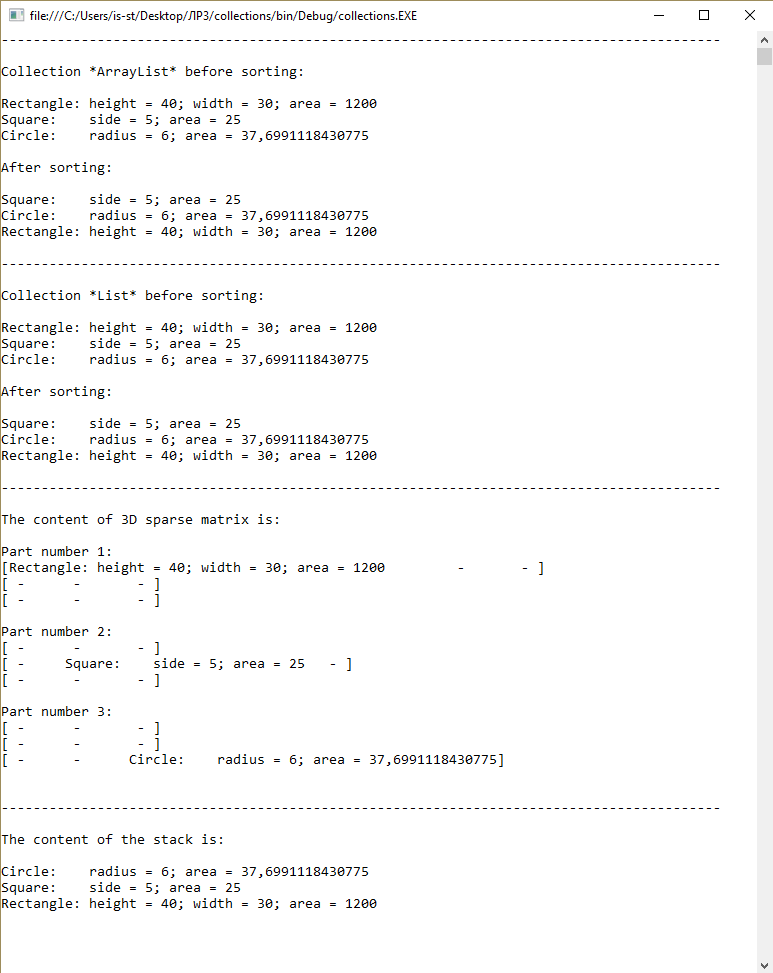 file:///C:/Users/is-st/Desktop/ЛР3/collections/bin/Debug/collections.EXE
------------------------------------------------------------------------------------------
Collection *ArrayList* before sorting:
Rectangle: height = 40; width = 30; area = 1200
Square:    side = 5; area = 25
Circle:    radius = 6; area = 37,6991118430775
After sorting:
Square:    side = 5; area = 25
Circle:    radius = 6; area = 37,6991118430775
Rectangle: height = 40; width = 30; area = 1200
------------------------------------------------------------------------------------------
Collection *List* before sorting:
Rectangle: height = 40; width = 30; area = 1200
Square:    side = 5; area = 25
Circle:    radius = 6; area = 37,6991118430775
After sorting:
Square:    side = 5; area = 25
Circle:    radius = 6; area = 37,6991118430775
Rectangle: height = 40; width = 30; area = 1200
------------------------------------------------------------------------------------------
The content of 3D sparse matrix is:
Part number 1:
[Rectangle: height = 40; width = 30; area = 1200         -       - ]
[ -      -       - ]
[ -      -       - ]
Part number 2:
[ -      -       - ]
[ -     Square:    side = 5; area = 25   - ]
[ -      -       - ]
Part number 3:
[ -      -       - ]
[ -      -       - ]
[ -      -      Circle:    radius = 6; area = 37,6991118430775]
------------------------------------------------------------------------------------------
The content of the stack is:
Circle:    radius = 6; area = 37,6991118430775
Square:    side = 5; area = 25
Rectangle: height = 40; width = 30; area = 1200